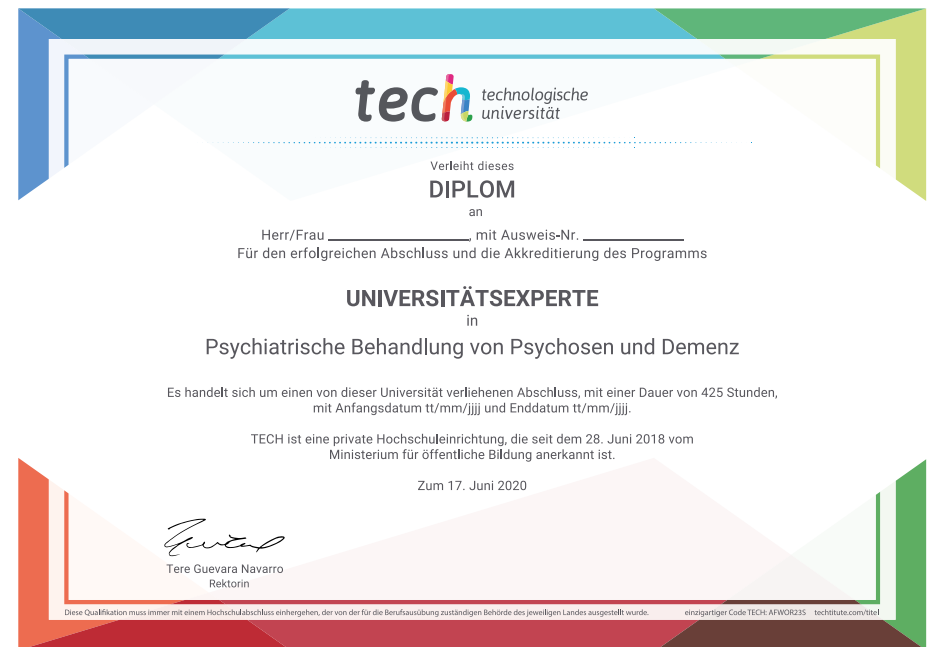 tech technologische
universität
Verleiht dieses
DIPLOM
an
Herr/Frau ____________, mit Ausweis-Nr. ____________
Für den erfolgreichen Abschluss und die Akkreditierung des Programms
UNIVERSITÄTSEXPERTE
in
Psychiatrische Behandlung von Psychosen und Demenz
Es handelt sich um einen von dieser Universität verliehenen Abschluss, mit einer Dauer von 425 Stunden,
mit Anfangsdatum tt/mm/jjjj und Enddatum tt/mm/jjjj.
TECH ist eine private Hochschuleinrichtung, die seit dem 28. Juni 2018 vom
Ministerium für öffentliche Bildung anerkannt ist.
Zum 17. Juni 2020
Tere Guevara Navarro
Rektorin
Diese Qualifikation muss immer mit einem Hochschulabschluss einhergehen, der von der für die Berufsausübung zuständigen Behörde des jeweiligen Landes ausgestellt wurde. einzigartiger Code TECH: AFWOR23S techtitute.com/titel